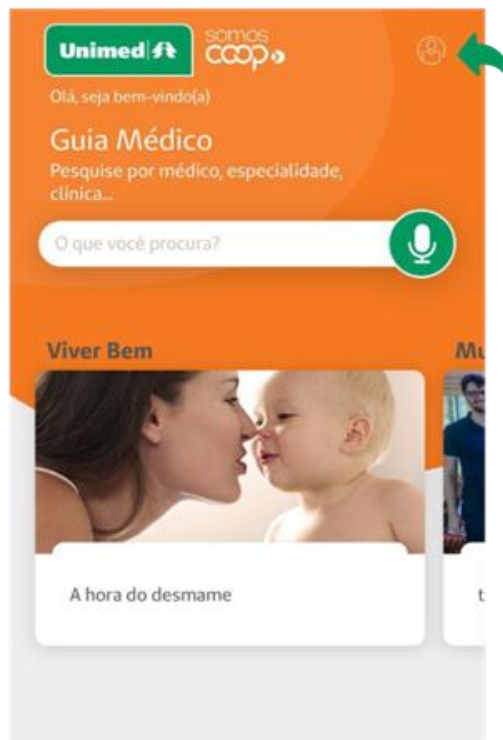 Unimed
somos
coop
Olá, seja bem-vindo(a)
Guia Médico
Pesquise por médico, especialidade,
clínica...
O que você procura?
Viver Bem
Mu
A hora do desmame
t